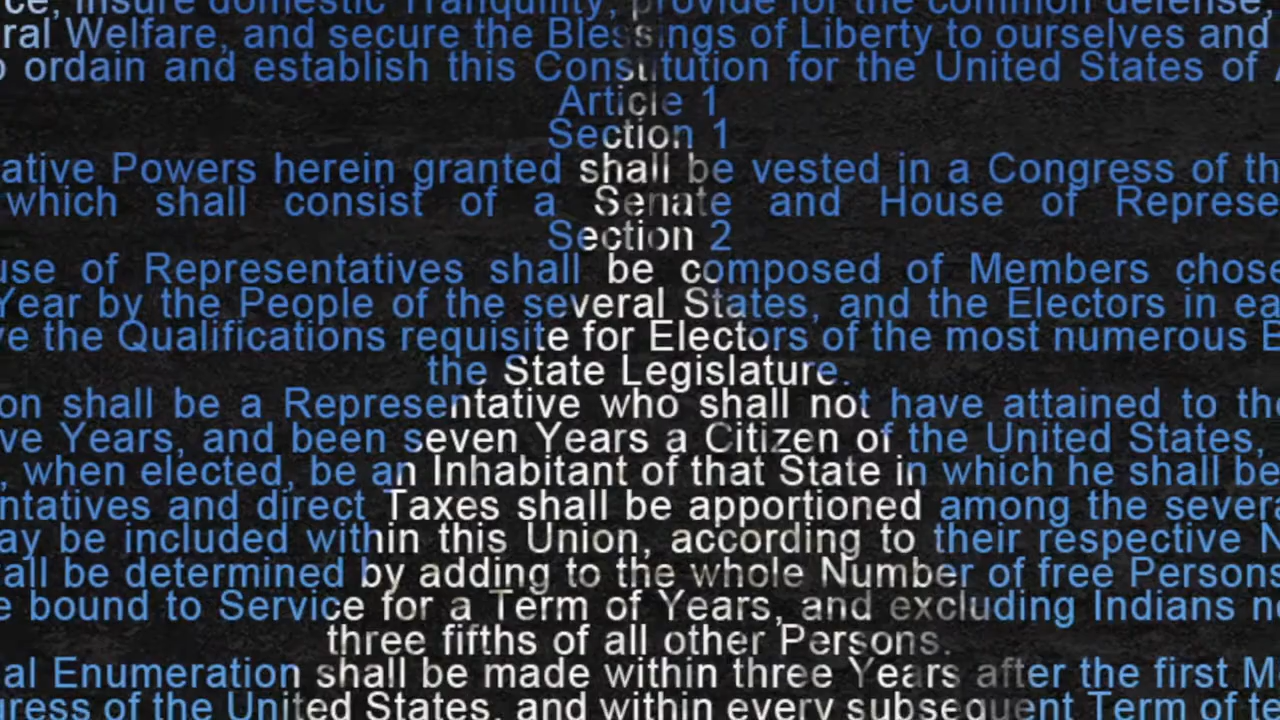 insure domestic Tranquility, provide for the common defense,
ral Welfare, and secure the Blessings of Liberty to ourselves and
ordain and establish this Constitution for the United States of
Article 1
Section 1
ative Powers herein granted shall be vested in a Congress of th
which shall consist of a Senate and House of Represe
Section 2
use of Representatives shall be composed of Members chose
Year by the People of the several States, and the Electors in ea
ve the Qualifications requisite for Electors of the most numerous
the State Legislature.
on shall be a Representative who shall not have attained to the
ve Years, and been seven Years a Citizen of the United States,
, when elected, be an Inhabitant of that State in which he shall be
ntatives and direct Taxes shall be apportioned among the severa
ay be included within this Union, according to their respective N
all be determined by adding to the whole Number of free Persons
e bound to Service for a Term of Years, and excluding Indians n
three fifths of all other Persons.
al Enumeration shall be made within three Years after the first M
gress of the United States, and within every subsequent Term of te